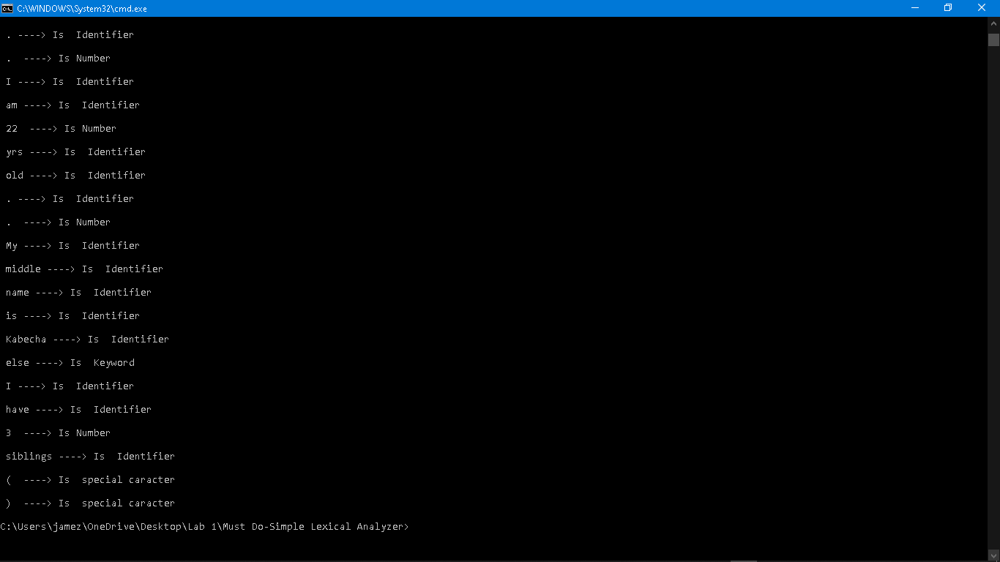 C:\WINDOWS\System32\cmd.exe
. ----> Is  Identifier
.  ----> Is Number
I ----> Is  Identifier
am ----> Is  Identifier
22  ----> Is Number
yrs ----> Is  Identifier
old ----> Is  Identifier
. ----> Is  Identifier
.  ----> Is Number
My ----> Is  Identifier
middle ----> Is  Identifier
name ----> Is  Identifier
is ----> Is  Identifier
Kabecha ----> Is  Identifier
else ----> Is  Keyword
I ----> Is  Identifier
have ----> Is  Identifier
3  ----> Is Number
siblings ----> Is  Identifier
(  ----> Is  special caracter
)  ----> Is  special caracter
C:\Users\jamez\OneDrive\Desktop\Lab 1\Must Do-Simple Lexical Analyzer>